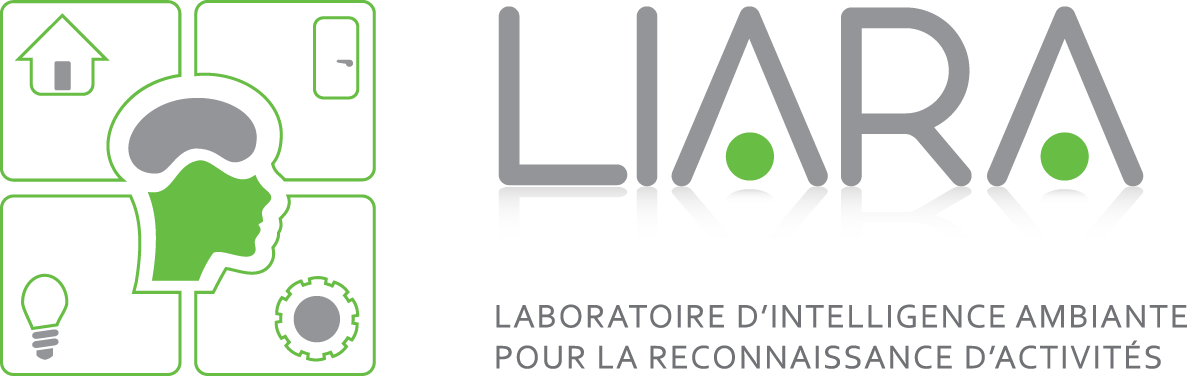 LIARA
LABORATOIRE D'INTELLIGENCE AMBIANTE
POUR LA RECONNAISSANCE D'ACTIVITÉS